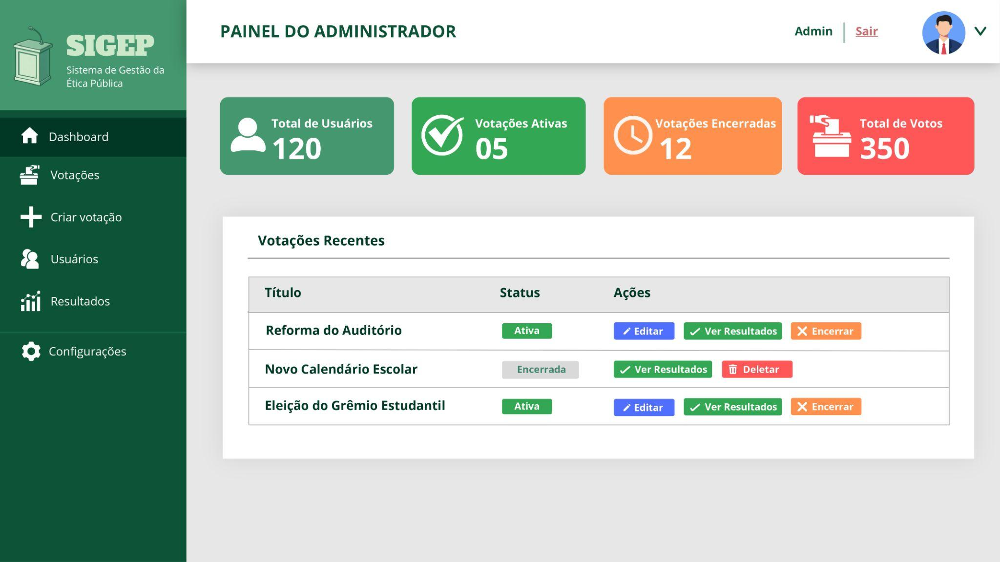 SIGEP
Sistema de Gestão da
Ética Pública
Dashboard
Votações
Criar votação
Usuários
Resultados
Configurações
PAINEL DO ADMINISTRADOR
Admin
Sair
Total de Usuários
120
Votações Ativas
05
Votações Encerradas
12
Total de Votos
350
Votações Recentes
Título Status Ações
Reforma do Auditório Ativa Editar Ver Resultados Encerrar
Novo Calendário Escolar Encerrada Ver Resultados Deletar
Eleição do Grêmio Estudantil Ativa Editar Ver Resultados Encerrar